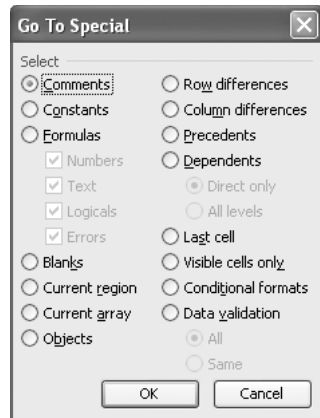 Go To Special
Select
Comments
Constants
Formulas
Numbers
Text
Logicals
Errors
Blanks
Current region
Current array
Objects
Row differences
Column differences
Precedents
Dependents
Direct only
All levels
Last cell
Visible cells only
Conditional formats
Data validation
All
Same
OK
Cancel